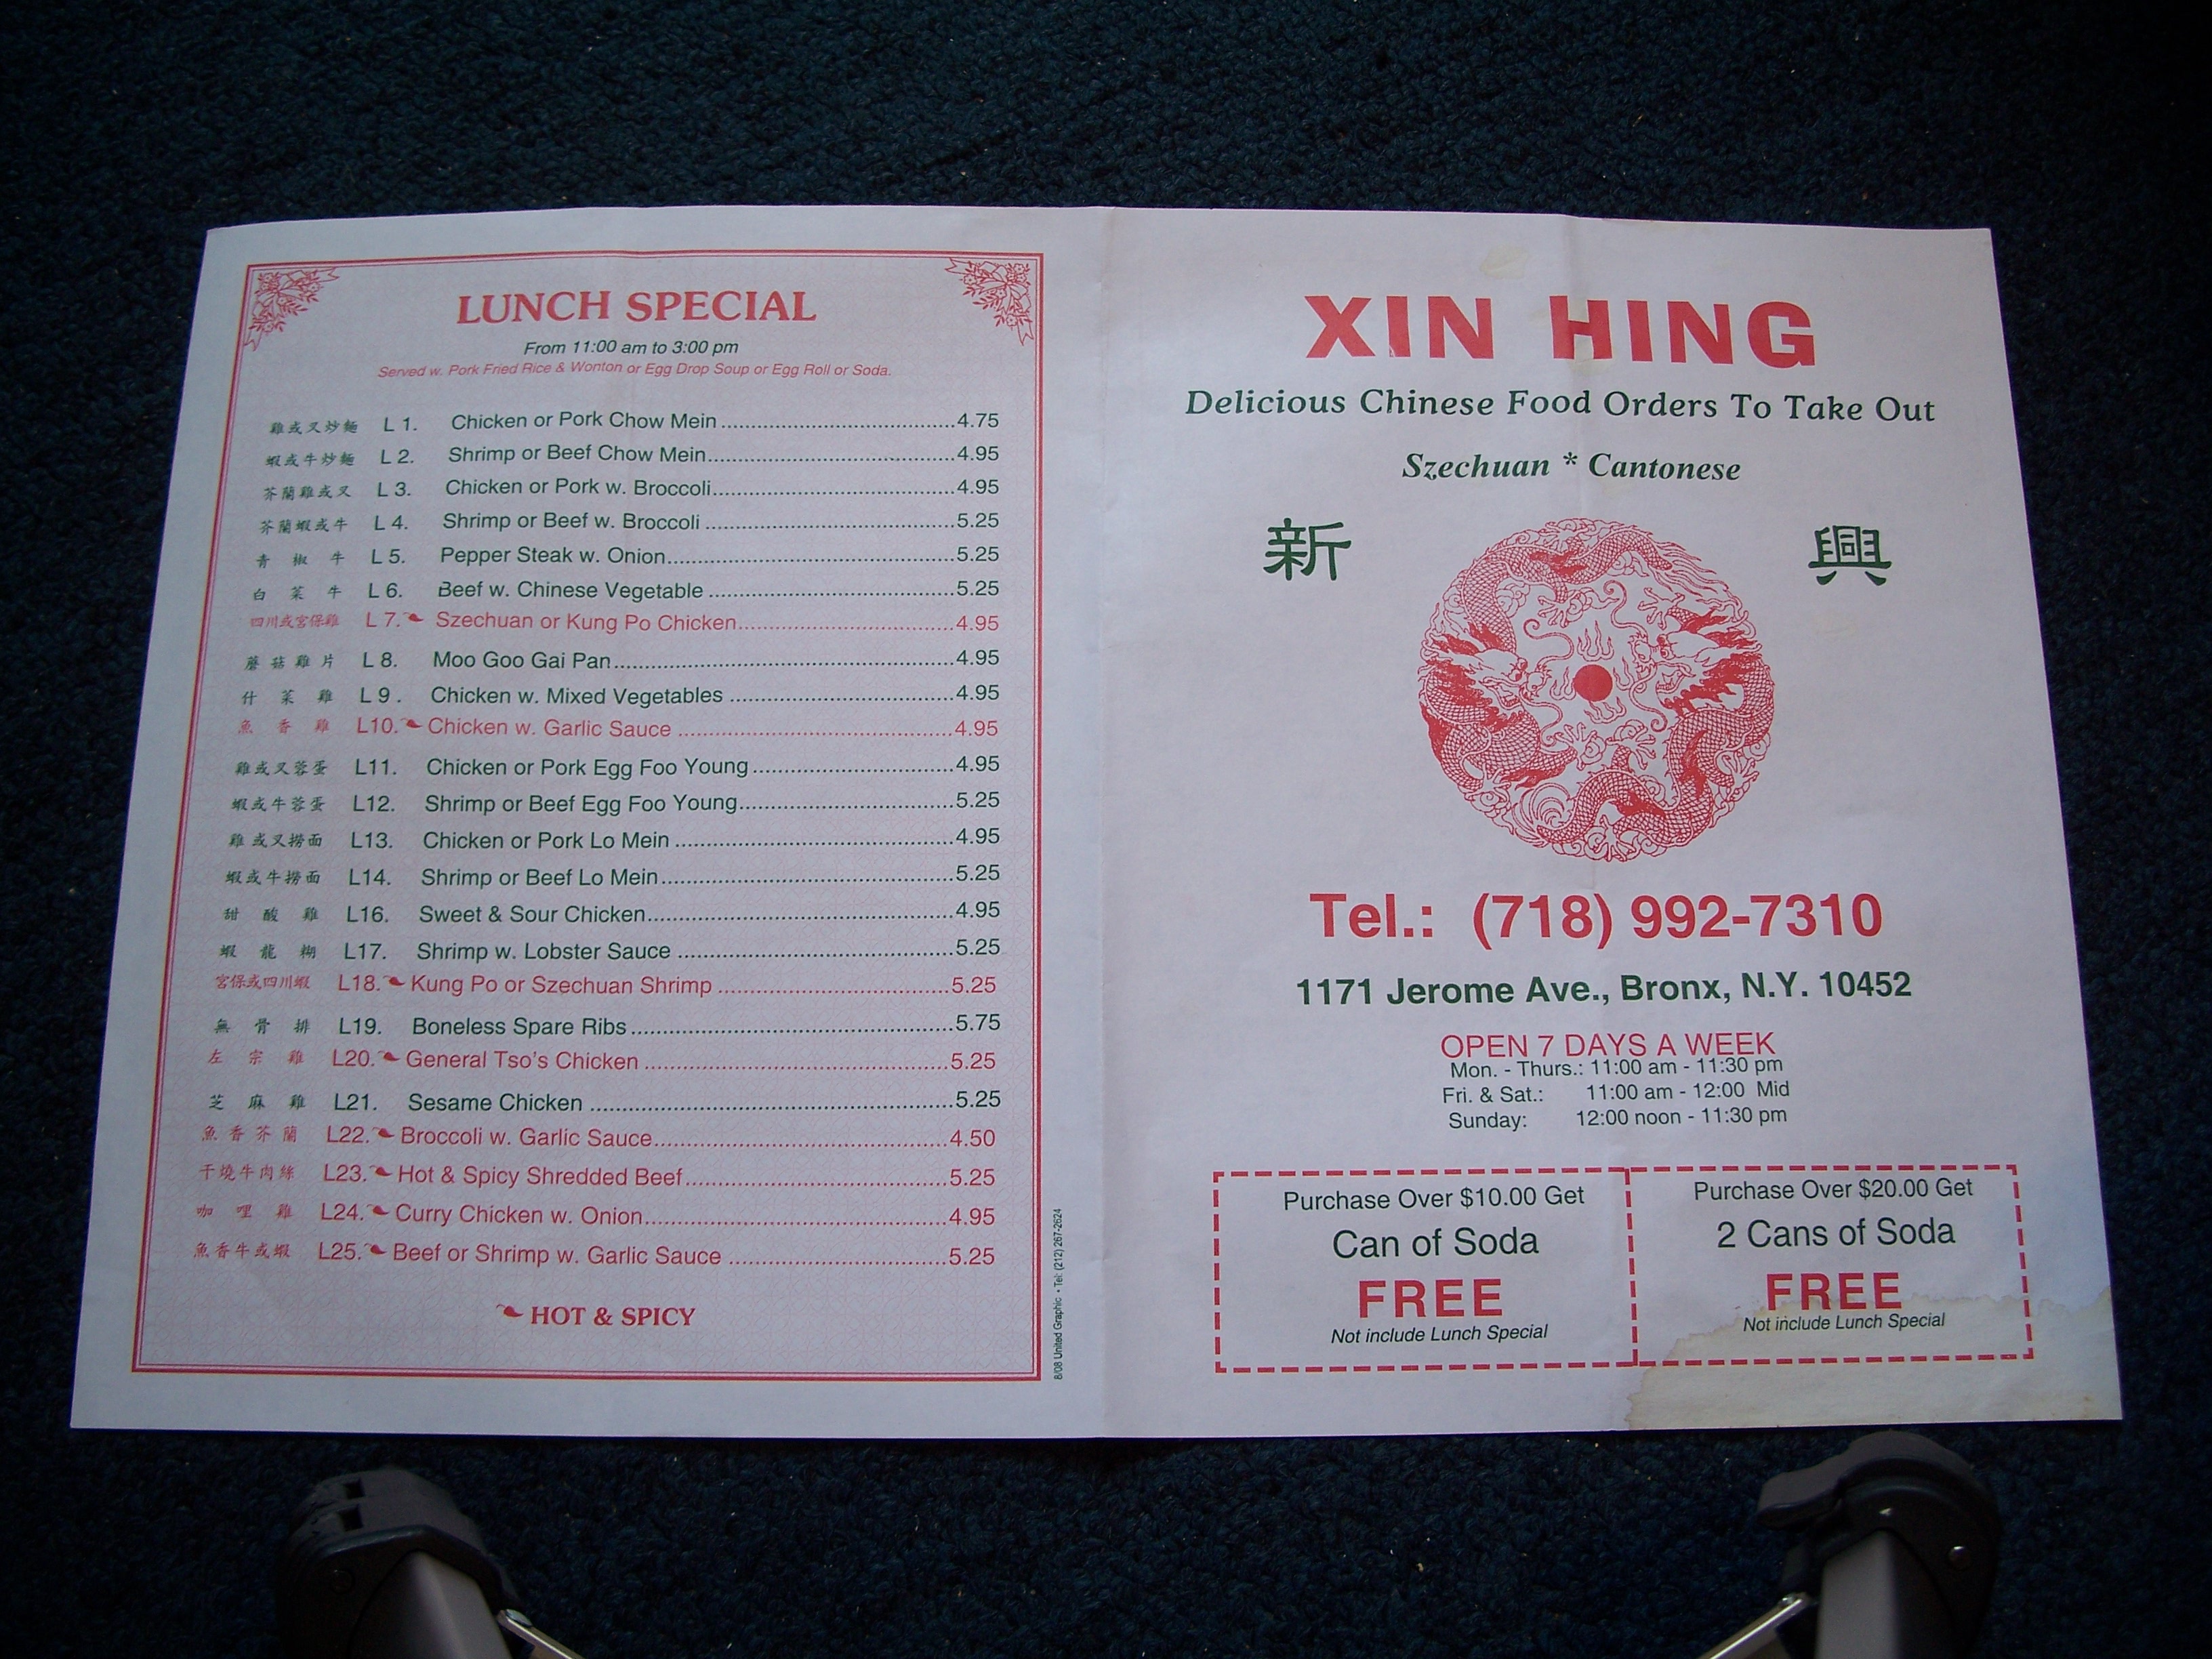 LUNCH SPECIAL
From 11:00 am to 3:00 pm
Served w. Pork Fried Rice & Wonton or Egg Drop Soup or Egg Roll or Soda.
雞或叉炒麵 L 1. Chicken or Pork Chow Mein 4.75
蝦或牛炒麵 L 2. Shrimp or Beef Chow Mein 4.95
芥蘭雞或叉 L 3. Chicken or Pork w. Broccoli 4.95
芥蘭蝦或牛 L 4. Shrimp or Beef w. Broccoli 5.25
青椒牛 L 5. Pepper Steak w. Onion 5.25
白菜牛 L 6. Beef w. Chinese Vegetable 5.25
四川或宮保雞 L 7. Szechuan or Kung Po Chicken 4.95
蘑菇雞片 L 8. Moo Goo Gai Pan 4.95
什菜雞 L 9. Chicken w. Mixed Vegetables 4.95
魚香雞 L10. Chicken w. Garlic Sauce 4.95
雞或叉蓉蛋 L11. Chicken or Pork Egg Foo Young 4.95
蝦或牛蓉蛋 L12. Shrimp or Beef Egg Foo Young 5.25
雞或叉撈面 L13. Chicken or Pork Lo Mein 4.95
蝦或牛撈面 L14. Shrimp or Beef Lo Mein 5.25
甜酸雞 L16. Sweet & Sour Chicken 4.95
蝦龍糊 L17. Shrimp w. Lobster Sauce 5.25
宮保或四川蝦 L18. Kung Po or Szechuan Shrimp 5.25
無骨排 L19. Boneless Spare Ribs 5.75
左宗雞 L20. General Tso's Chicken 5.25
芝麻雞 L21. Sesame Chicken 5.25
魚香芥蘭 L22. Broccoli w. Garlic Sauce 4.50
干燒牛肉絲 L23. Hot & Spicy Shredded Beef 5.25
咖哩雞 L24. Curry Chicken w. Onion 4.95
魚香牛或蝦 L25. Beef or Shrimp w. Garlic Sauce 5.25
HOT & SPICY
8/08 United Graphic • Tel: (212) 267-2624
XIN HING
Delicious Chinese Food Orders To Take Out
Szechuan * Cantonese
新 興
Tel.: (718) 992-7310
1171 Jerome Ave., Bronx, N.Y. 10452
OPEN 7 DAYS A WEEK
Mon. - Thurs.: 11:00 am - 11:30 pm
Fri. & Sat.: 11:00 am - 12:00 Mid
Sunday: 12:00 noon - 11:30 pm
Purchase Over $10.00 Get
Can of Soda
FREE
Not include Lunch Special
Purchase Over $20.00 Get
2 Cans of Soda
FREE
Not include Lunch Special